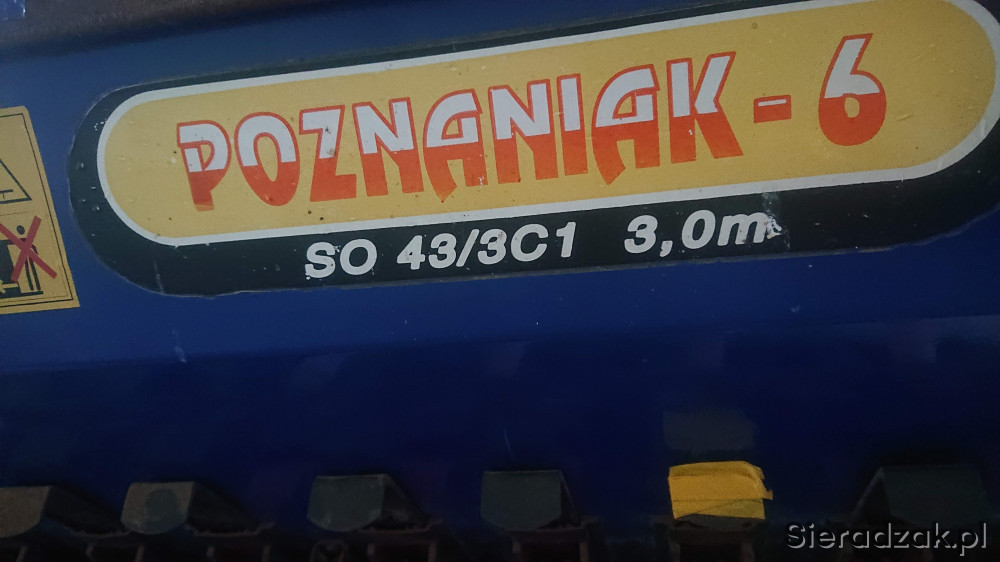 POZNANIAK - 6
SO 43/3C1 3,0m
Sieradzak.pl